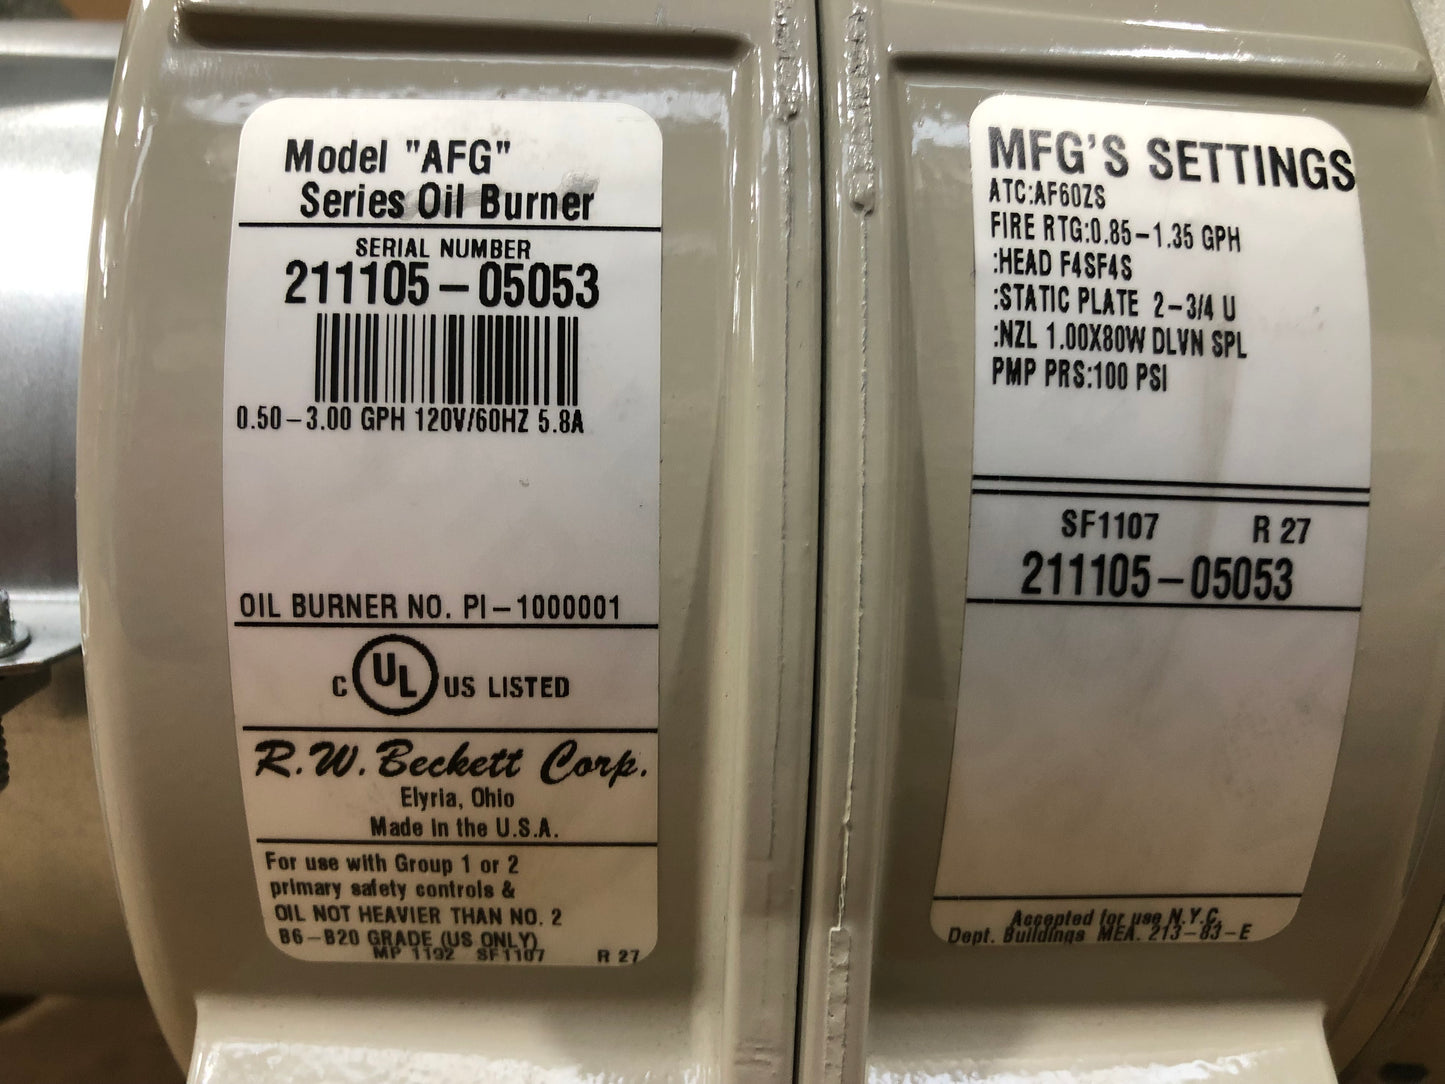 Model "AFG"
Series Oil Burner
SERIAL NUMBER
211105-05053
0.50-3.00 GPH 120V/60HZ 5.8A
OIL BURNER NO. PI-1000001
C UL US LISTED
R.W. Beckett Corp.
Elyria, Ohio
Made in the U.S.A.
For use with Group 1 or 2
primary safety controls &
OIL NOT HEAVIER THAN NO. 2
B6-B20 GRADE (US ONLY)
MP 1192 SF1107 R 27
MFG'S SETTINGS
ATC:AF60ZS
FIRE RTG:0.85-1.35 GPH
:HEAD F4SF4S
:STATIC PLATE 2-3/4 U
:NZL 1.00X80W DLVN SPL
PMP PRS:100 PSI
SF1107 R 27
211105-05053
Accepted for use N.Y.C.
Dept. Buildings MEA. 213-83-E